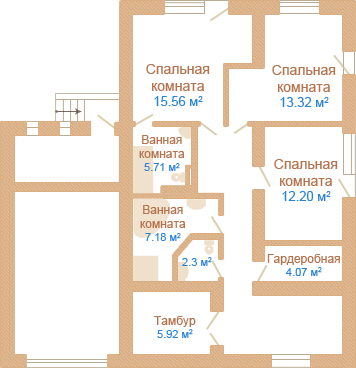 Спальная
комната
15.56 м²
Спальная
комната
13.32 м²
Ванная
комната
5.71 м²
Спальная
комната
12.20 м²
Ванная
комната
7.18 м²
2.3 м²
Гардеробная
4.07 м²
Тамбур
5.92 м²